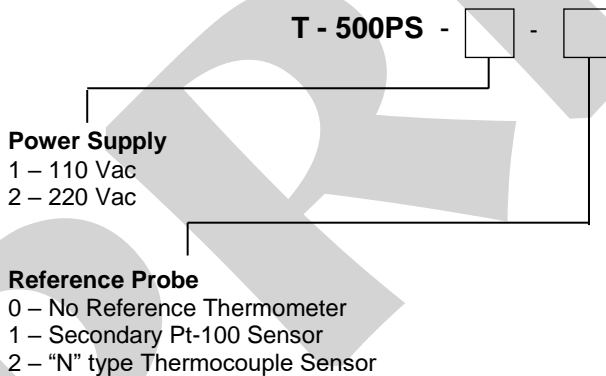 T - 500PS - -
Power Supply
1 – 110 Vac
2 – 220 Vac
Reference Probe
0 – No Reference Thermometer
1 – Secondary Pt-100 Sensor
2 – “N” type Thermocouple Sensor